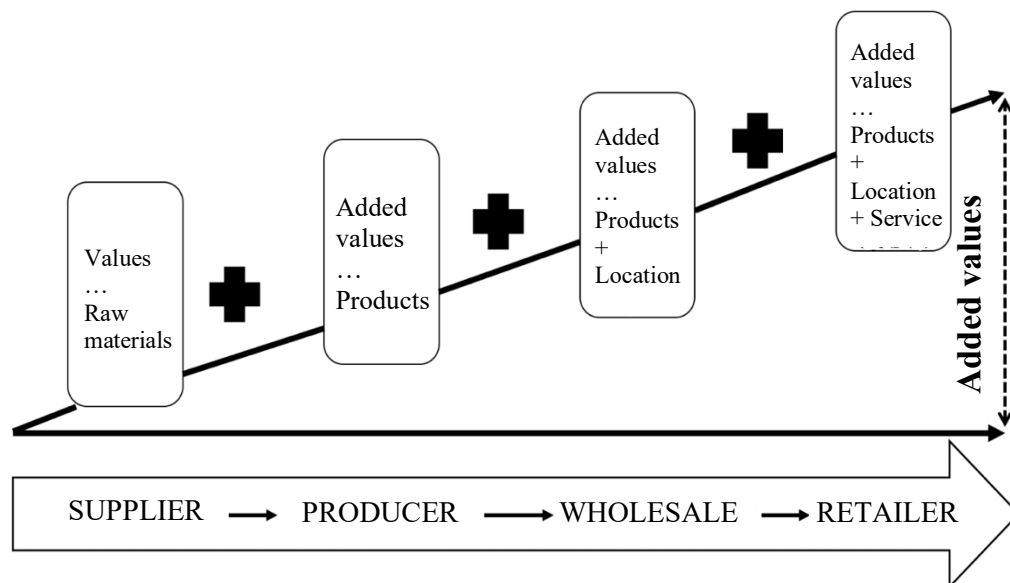 Values
…
Raw
materials
Added
values
…
Products
Added
values
…
Products
+
Location
Added
values
…
Products
+
Location
+ Service
Added values
SUPPLIER
PRODUCER
WHOLESALE
RETAILER